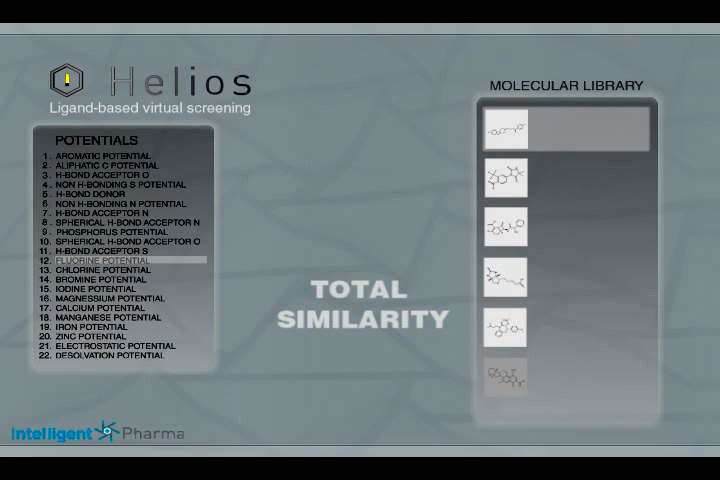 Helios
Ligand-based virtual screening
POTENTIALS
1. AROMATIC POTENTIAL
2. ALIPHATIC C POTENTIAL
3. H-BOND ACCEPTOR O
4. NON H-BONDING S POTENTIAL
5. H-BOND DONOR
6. NON H-BONDING N POTENTIAL
7. H-BOND ACCEPTOR N
8. SPHERICAL H-BOND ACCEPTOR N
9. PHOSPHRUS POTENTIAL
10. SPHERICAL H-BOND ACCEPTOR O
11. H-BOND ACCEPTOR S
12. FLUORINE POTENTIAL
13. CHLORINE POTENTIAL
14. BROMINE POTENTIAL
15. IODINE POTENTIAL
16. MAGNESSIUM POTENTIAL
17. CALCIUM POTENTIAL
18. MANGANESE POTENTIAL
19. IRON POTENTIAL
20. ZINC POTENTIAL
21. ELECTROSTATIC POTENTIAL
22. DESOLVATION POTENTIAL
TOTAL
SIMILARITY
MOLECULAR LIBRARY
Intelligent Pharma